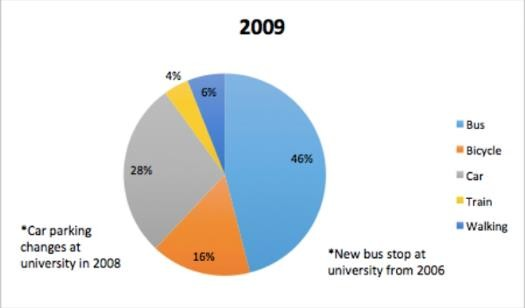 2009
4%
6%
46%
28%
16%
Bus
Bicycle
Car
Train
Walking
*Car parking
changes at
university in 2008
*New bus stop at
university from 2006